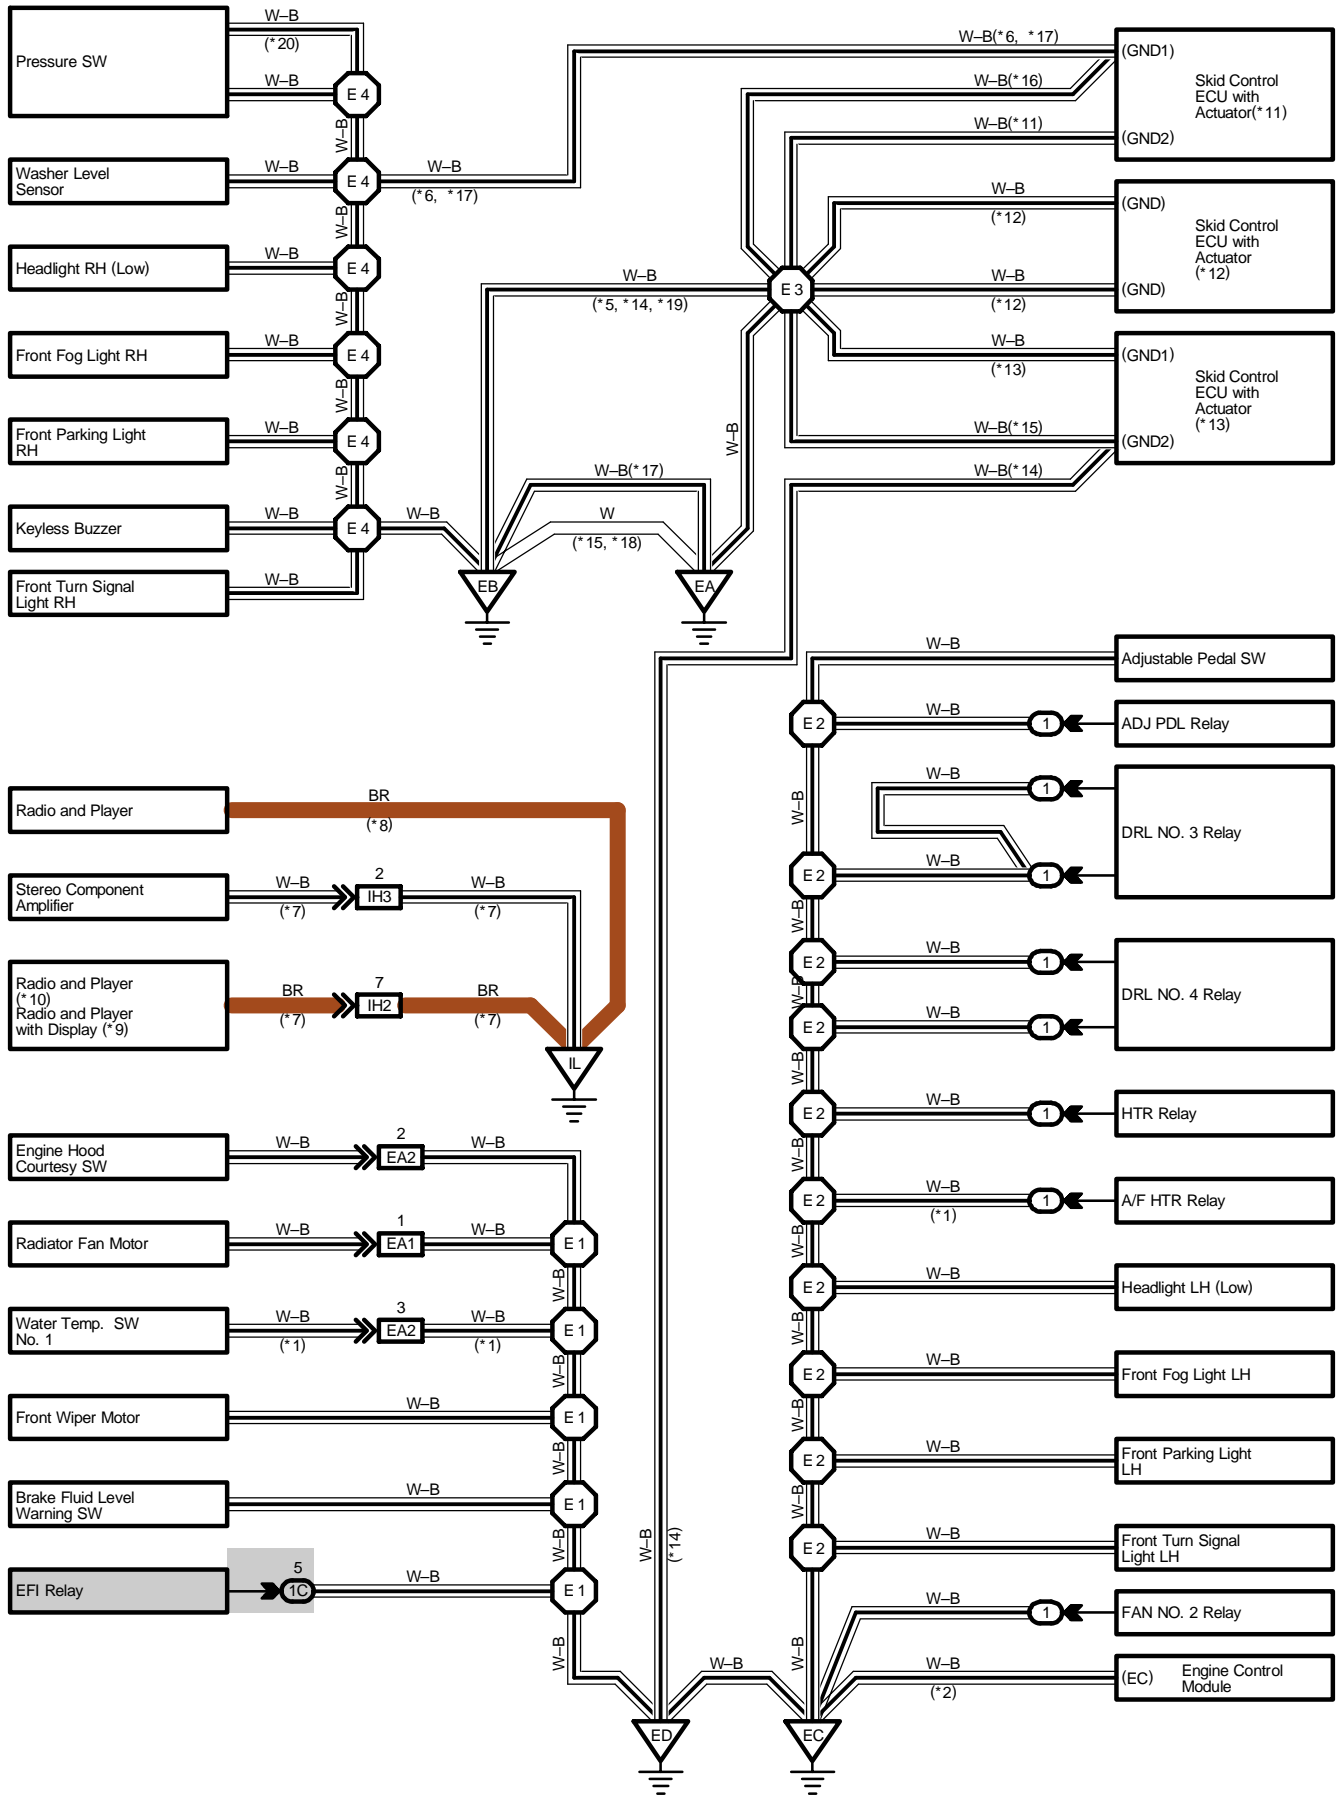 W–B
(*20)
Pressure SW
W–B
E 4
W–B
Washer Level
Sensor
W–B
E 4
W–B
(*6, *17)
W–B
Headlight RH (Low)
W–B
E 4
W–B
Front Fog Light RH
W–B
E 4
W–B
Front Parking Light
RH
W–B
E 4
W–B
Keyless Buzzer
W–B
E 4
W–B
Front Turn Signal
Light RH
W–B
W–B(*6, *17)
(GND1)
W–B(*16)
Skid Control
ECU with
Actuator(*11)
W–B(*11)
(GND2)
W–B
(*12)
(GND)
Skid Control
ECU with
Actuator
(*12)
W–B
(*12)
(GND)
W–B
(*5, *14, *19)
E 3
W–B
(*13)
(GND1)
Skid Control
ECU with
Actuator
(*13)
W–B(*15)
(GND2)
W–B(*14)
W–B
W–B(*17)
W
(*15, *18)
EB
EA
W–B
Adjustable Pedal SW
E 2
W–B
1
ADJ PDL Relay
W–B
W–B
1
DRL NO. 3 Relay
E 2
W–B
1
W–B
E 2
W–B
1
DRL NO. 4 Relay
W–B
E 2
W–B
1
W–B
E 2
W–B
1
HTR Relay
W–B
E 2
W–B
(*1)
1
A/F HTR Relay
W–B
E 2
W–B
Headlight LH (Low)
W–B
E 2
W–B
Front Fog Light LH
W–B
E 2
W–B
Front Parking Light
LH
W–B
E 2
W–B
Front Turn Signal
Light LH
W–B
W–B
1
FAN NO. 2 Relay
W–B
(*2)
(EC)
Engine Control
Module
Radio and Player
BR
(*8)
Stereo Component
Amplifier
W–B
(*7)
2
IH3
W–B
(*7)
Radio and Player
(*10)
Radio and Player
with Display (*9)
BR
(*7)
7
IH2
BR
(*7)
IL
Engine Hood
Courtesy SW
W–B
2
EA2
W–B
Radiator Fan Motor
W–B
1
EA1
W–B
E 1
W–B
Water Temp. SW
No. 1
W–B
(*1)
3
EA2
W–B
(*1)
E 1
W–B
Front Wiper Motor
W–B
E 1
W–B
Brake Fluid Level
Warning SW
W–B
E 1
W–B
EFI Relay
5
1C
W–B
E 1
W–B
W–B
(*14)
W–B
ED
EC